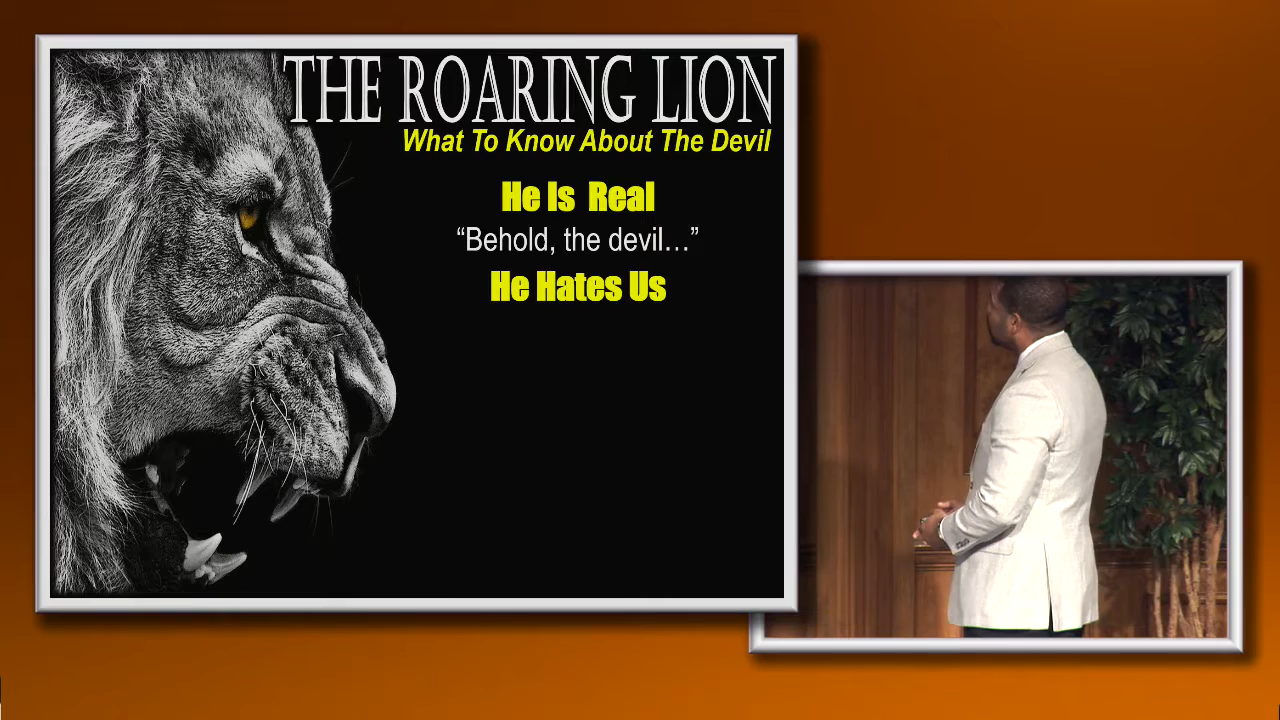 THE ROARING LION
What To Know About The Devil
He Is Real
“Behold, the devil…”
He Hates Us